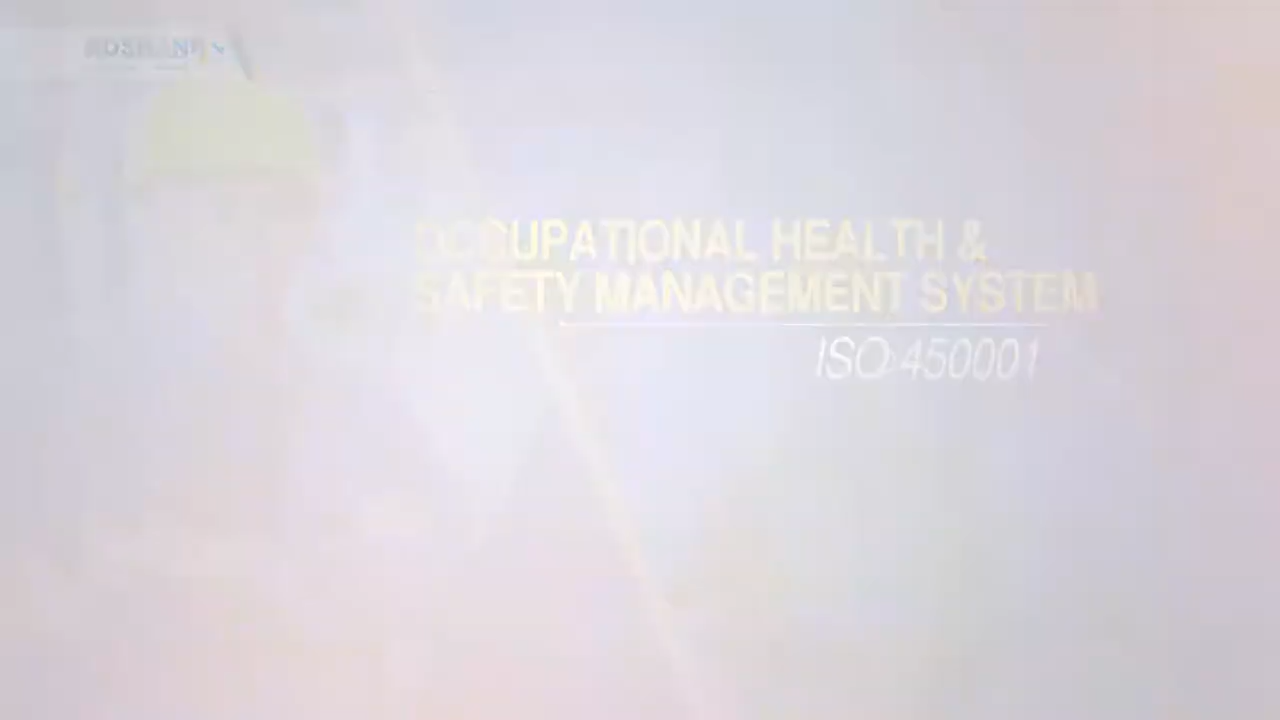 OCCUPATIONAL HEALTH &
SAFETY MANAGEMENT SYSTEM
ISO:450001